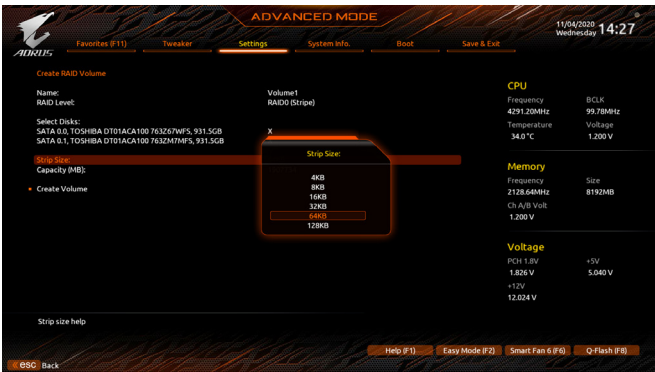 ADVANCED MODE
11/04/2020
Wednesday 14:27
AORUS
Favorites (F11) Tweaker Settings System Info. Boot Save & Exit
Create RAID Volume
Name: Volume1
RAID Level: RAID0 (Stripe)
Select Disks:
SATA 0.0, TOSHIBA DT01ACA100 763Z67WFS, 931.5GB X
SATA 0.1, TOSHIBA DT01ACA100 763ZM7MFS, 931.5GB
Strip Size:
Capacity (MB):
Create Volume
Strip Size:
4KB
8KB
16KB
32KB
64KB
128KB
CPU
Frequency BCLK
4291.20MHz 99.78MHz
Temperature Voltage
34.0 °C 1.200 V
Memory
Frequency Size
2128.64MHz 8192MB
Ch A/B Volt
1.200 V
Voltage
PCH 1.8V +5V
1.826 V 5.040 V
+12V
12.024 V
Strip size help
Help (F1) Easy Mode (F2) Smart Fan 6 (F6) Q-Flash (F8)
esc Back